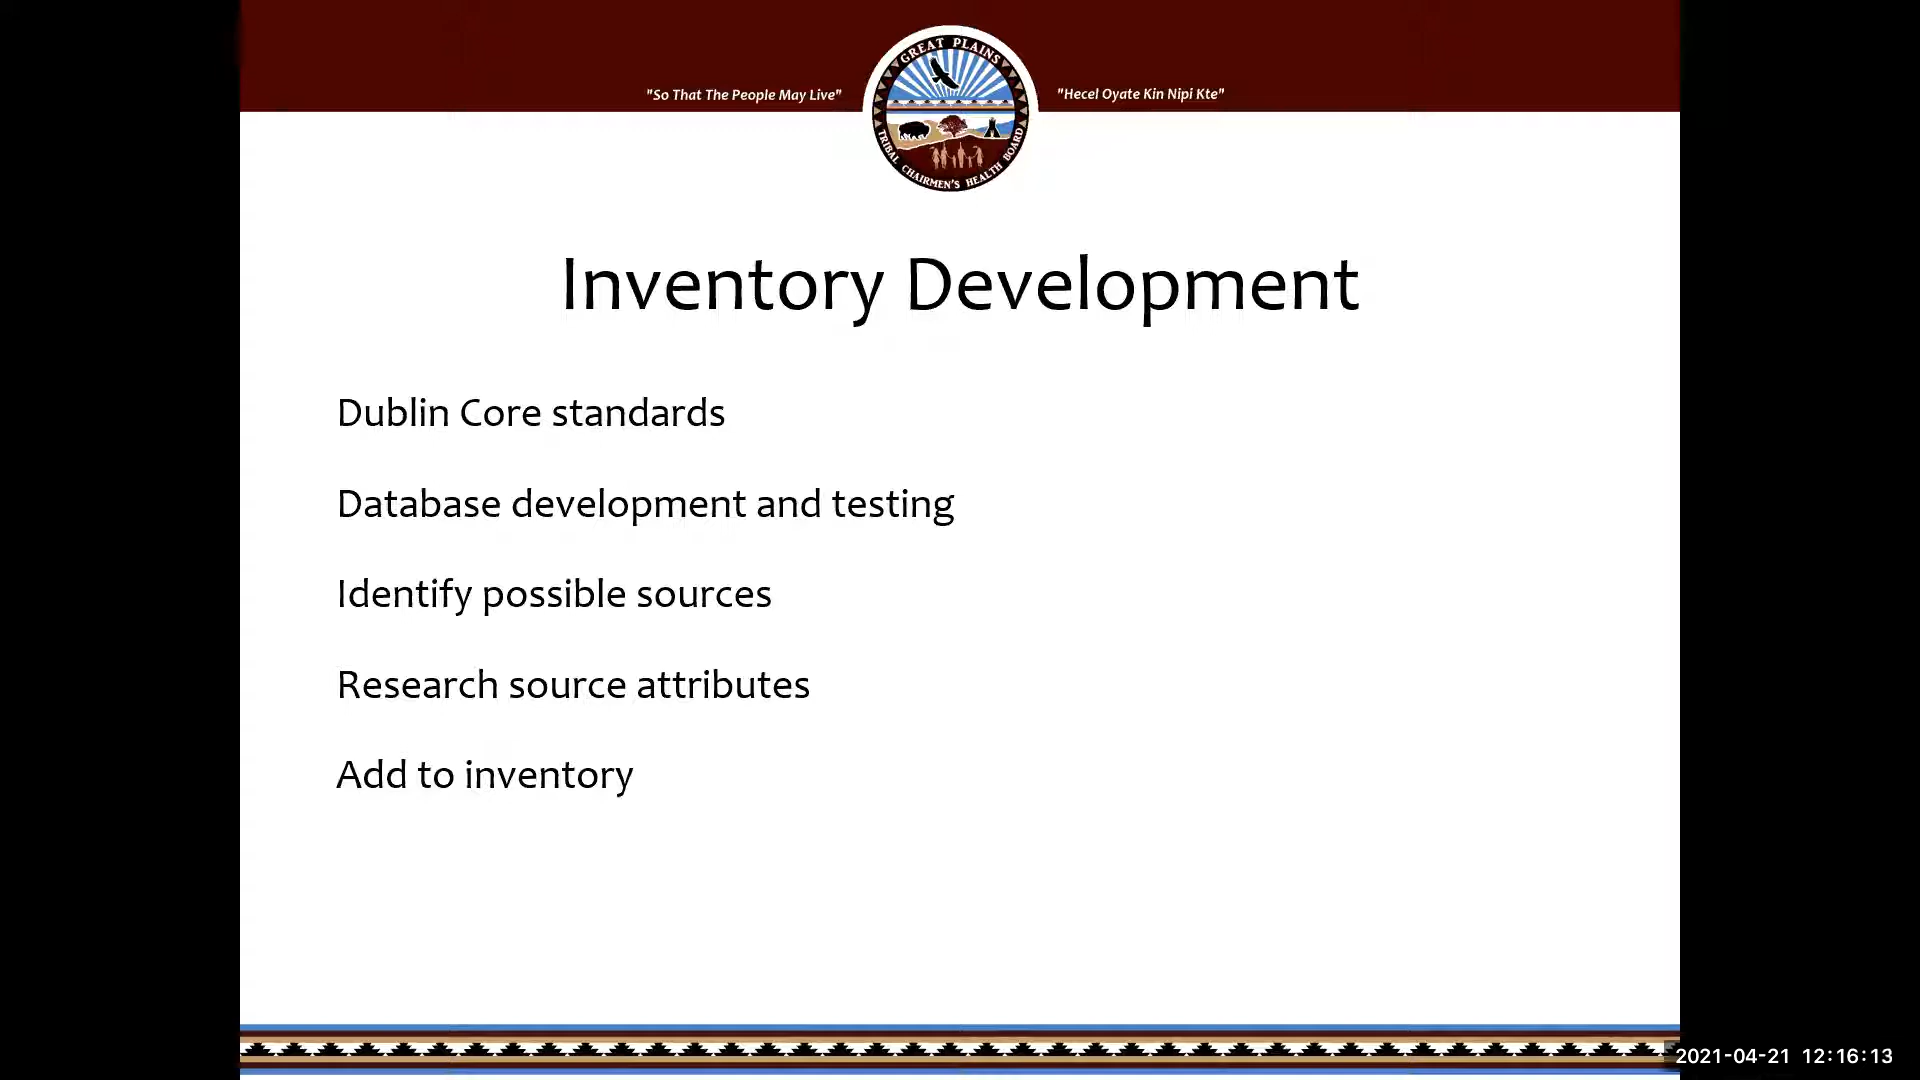 "So That The People May Live"
"Hecel Oyate Kin Nipi Kte"
GREAT PLAINS
TRIBAL CHAIRMEN'S HEALTH BOARD
Inventory Development
Dublin Core standards
Database development and testing
Identify possible sources
Research source attributes
Add to inventory
2021-04-21 12:16:13